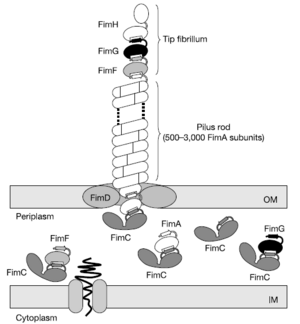 FimH
FimG
Tip fibrillum
FimF
Pilus rod
(500–3,000 FimA subunits)
FimD
OM
Periplasm
FimC
FimA
FimF
FimG
FimC
FimC
FimC
FimC
IM
Cytoplasm